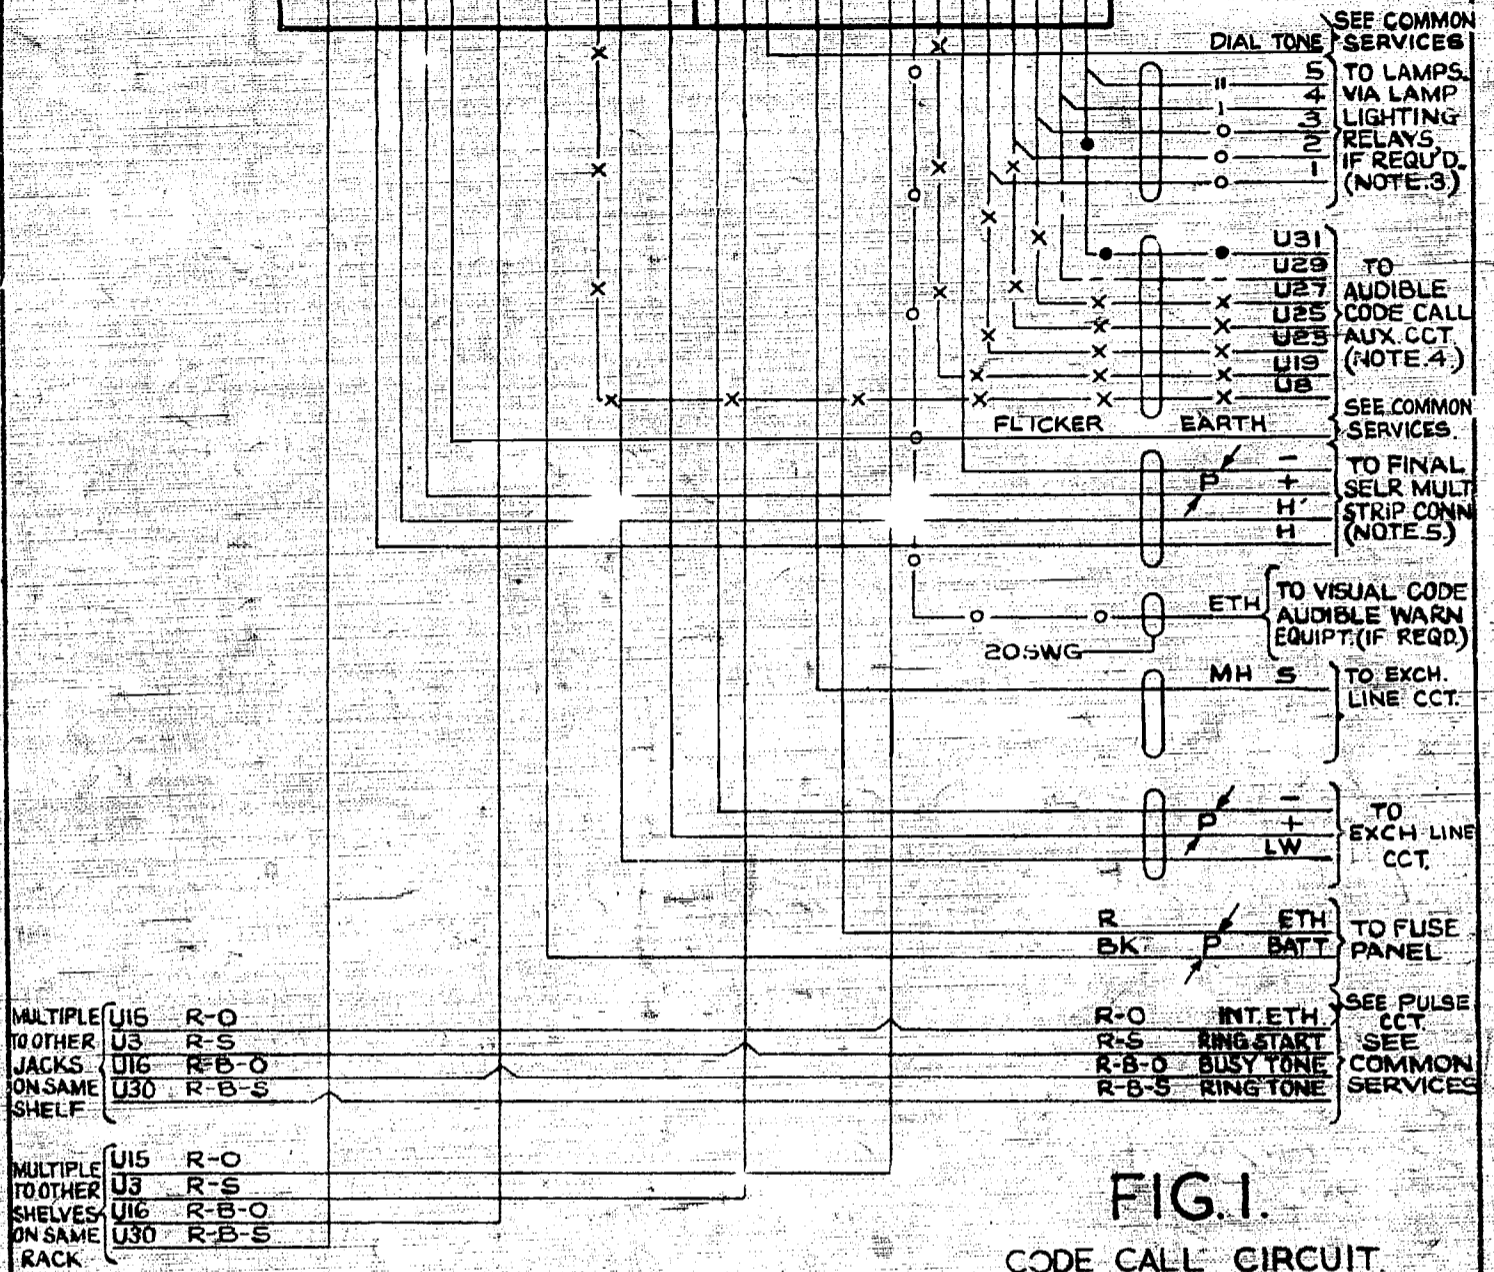 DIAL TONE
SEE COMMON
SERVICES
5
4
3
2
1
TO LAMPS
VIA LAMP
LIGHTING
RELAYS,
IF REQU'D.
(NOTE.3.)
U31
U29
U27
U25
U23
U19
U8
TO
AUDIBLE
CODE CALL
AUX. CCT.
(NOTE.4.)
FLICKER EARTH
SEE COMMON
SERVICES.
P
-
+
H'
H
TO FINAL
SELR MULT
STRIP CONN
(NOTE.5.)
ETH
20SWG
TO VISUAL CODE
AUDIBLE WARN
EQUIPT.(IF REQD.)
MH S
TO EXCH.
LINE CCT.
P
-
+
LW
TO
EXCH LINE
CCT.
R ETH
BK P BATT
TO FUSE
PANEL
MULTIPLE
TO OTHER
JACKS
ON SAME
SHELF
U16 R-O
U3 R-S
U16 R-B-O
U30 R-B-S
R-O INT. ETH
R-S RING START
R-B-O BUSY TONE
R-B-S RING TONE
SEE PULSE
CCT
SEE
COMMON
SERVICES
MULTIPLE
TO OTHER
SHELVES
ON SAME
RACK
U15 R-O
U3 R-S
U16 R-B-O
U30 R-B-S
FIG. 1.
CODE CALL CIRCUIT.